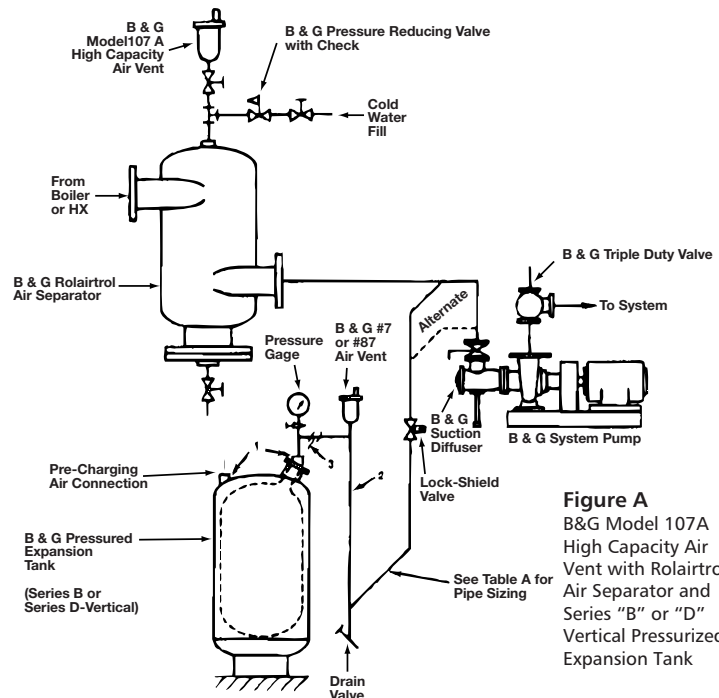 B & G
Model107 A
High Capacity
Air Vent
B & G Pressure Reducing Valve
with Check
Cold
Water
Fill
From
Boiler
or HX
B & G Rolairtrol
Air Separator
B & G Triple Duty Valve
To System
Alternate
Pressure
Gage
B & G #7
or #87
Air Vent
B & G
Suction
Diffuser
B & G System Pump
1
3
2
Pre-Charging
Air Connection
Lock-Shield
Valve
B & G Pressured
Expansion
Tank
(Series B or
Series D-Vertical)
See Table A for
Pipe Sizing
Drain
Valve
Figure A
B&G Model 107A
High Capacity Air
Vent with Rolairtro
Air Separator and
Series “B” or “D”
Vertical Pressurized
Expansion Tank